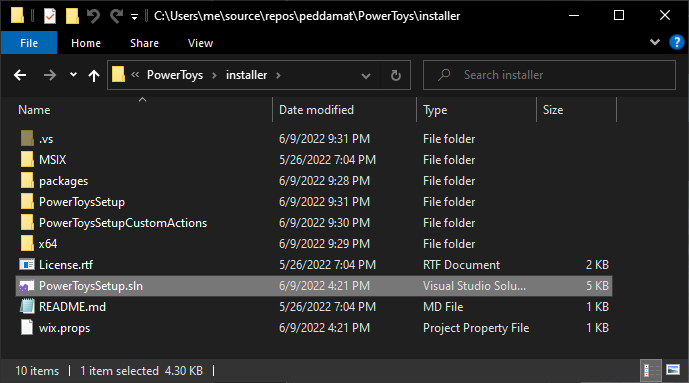 C:\Users\me\source\repos\peddamat\PowerToys\installer
File Home Share View
PowerToys installer Search installer
Name Date modified Type Size
.vs 6/9/2022 9:31 PM File folder
MSIX 5/26/2022 7:04 PM File folder
packages 6/9/2022 9:28 PM File folder
PowerToysSetup 6/9/2022 9:31 PM File folder
PowerToysSetupCustomActions 6/9/2022 9:30 PM File folder
x64 6/9/2022 9:29 PM File folder
License.rtf 5/26/2022 7:04 PM RTF Document 2 KB
PowerToysSetup.sln 6/9/2022 4:21 PM Visual Studio Solu... 5 KB
README.md 5/26/2022 7:04 PM MD File 1 KB
wix.props 6/9/2022 4:21 PM Project Property File 1 KB
10 items 1 item selected 4.30 KB